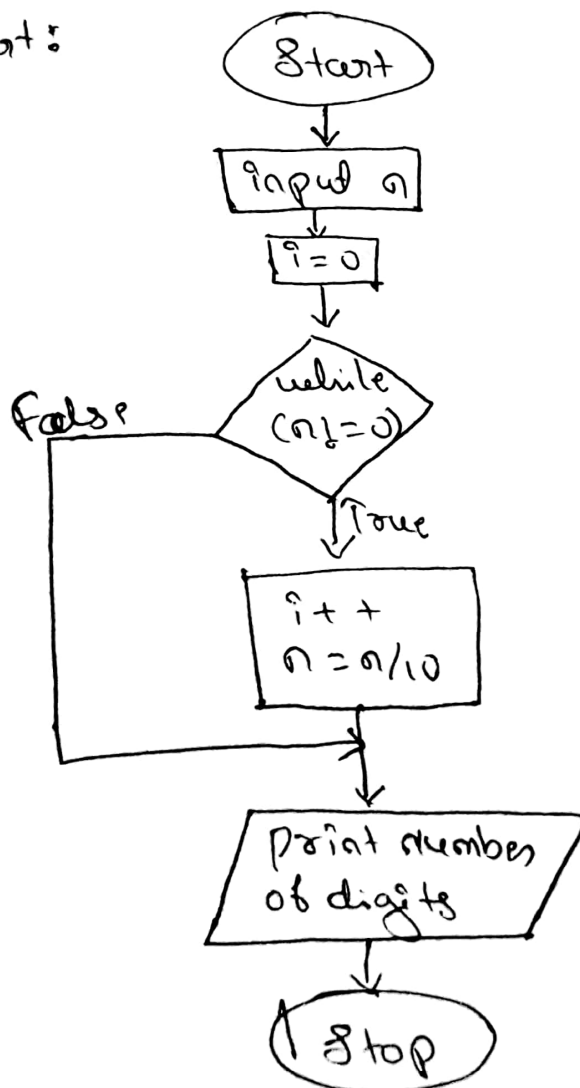 Start
input n
i = 0
while
(n! = 0)
False
True
i + +
n = n/10
print number
of digits
Stop